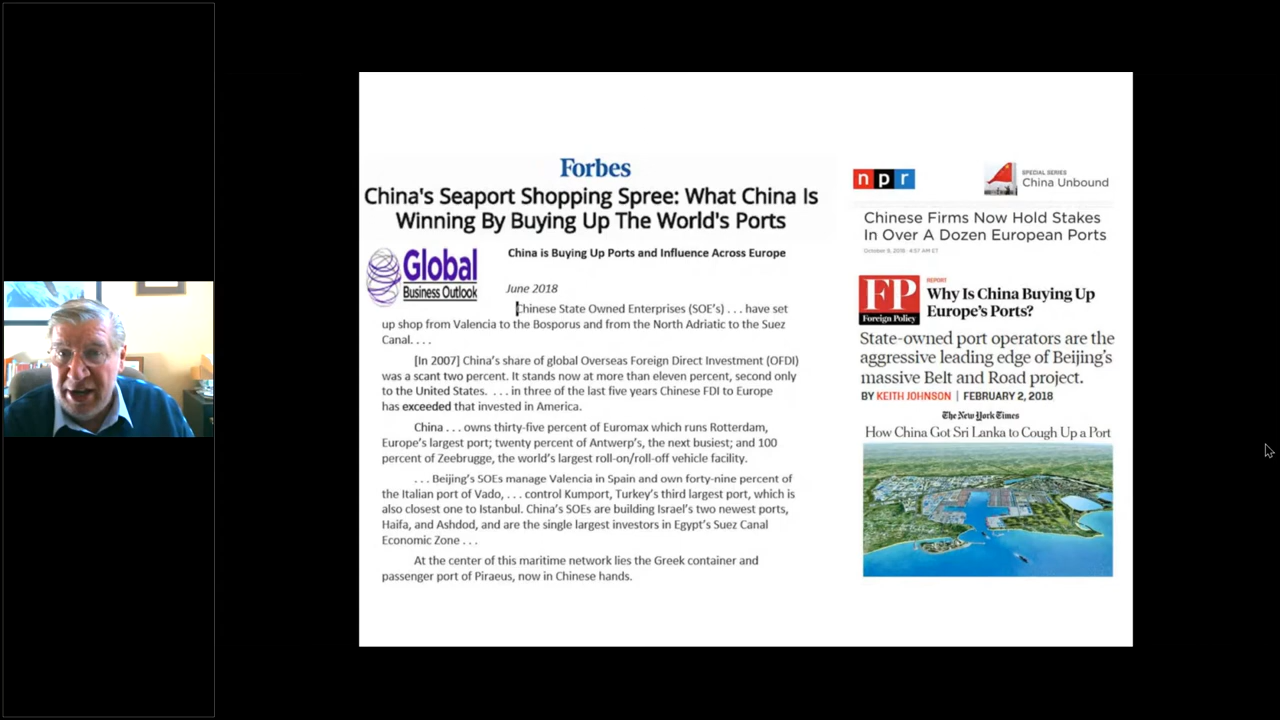 Forbes
China's Seaport Shopping Spree: What China Is
Winning By Buying Up The World's Ports
Global
Business Outlook
China is Buying Up Ports and Influence Across Europe
June 2018
Chinese State Owned Enterprises (SOE's) . . . have set
up shop from Valencia to the Bosporus and from the North Adriatic to the Suez
Canal. . . .
[In 2007] China's share of global Overseas Foreign Direct Investment (OFDI)
was a scant two percent. It stands now at more than eleven percent, second only
to the United States. . . . in three of the last five years Chinese FDI to Europe
has exceeded that invested in America.
China . . . owns thirty-five percent of Euromax which runs Rotterdam,
Europe's largest port; twenty percent of Antwerp's, the next busiest; and 100
percent of Zeebrugge, the world's largest roll-on/roll-off vehicle facility.
. . . Beijing's SOEs manage Valencia in Spain and own forty-nine percent of
the Italian port of Vado, . . . control Kumport, Turkey's third largest port, which is
also closest one to Istanbul. China's SOEs are building Israel's two newest ports,
Haifa, and Ashdod, and are the single largest investors in Egypt's Suez Canal
Economic Zone . . .
At the center of this maritime network lies the Greek container and
passenger port of Piraeus, now in Chinese hands.
npr
SPECIAL SERIES
China Unbound
Chinese Firms Now Hold Stakes
In Over A Dozen European Ports
October 9, 2018 4:57 AM ET
FP
Foreign Policy
REPORT
Why Is China Buying Up
Europe's Ports?
State-owned port operators are the
aggressive leading edge of Beijing's
massive Belt and Road project.
BY KEITH JOHNSON | FEBRUARY 2, 2018
The New York Times
How China Got Sri Lanka to Cough Up a Port